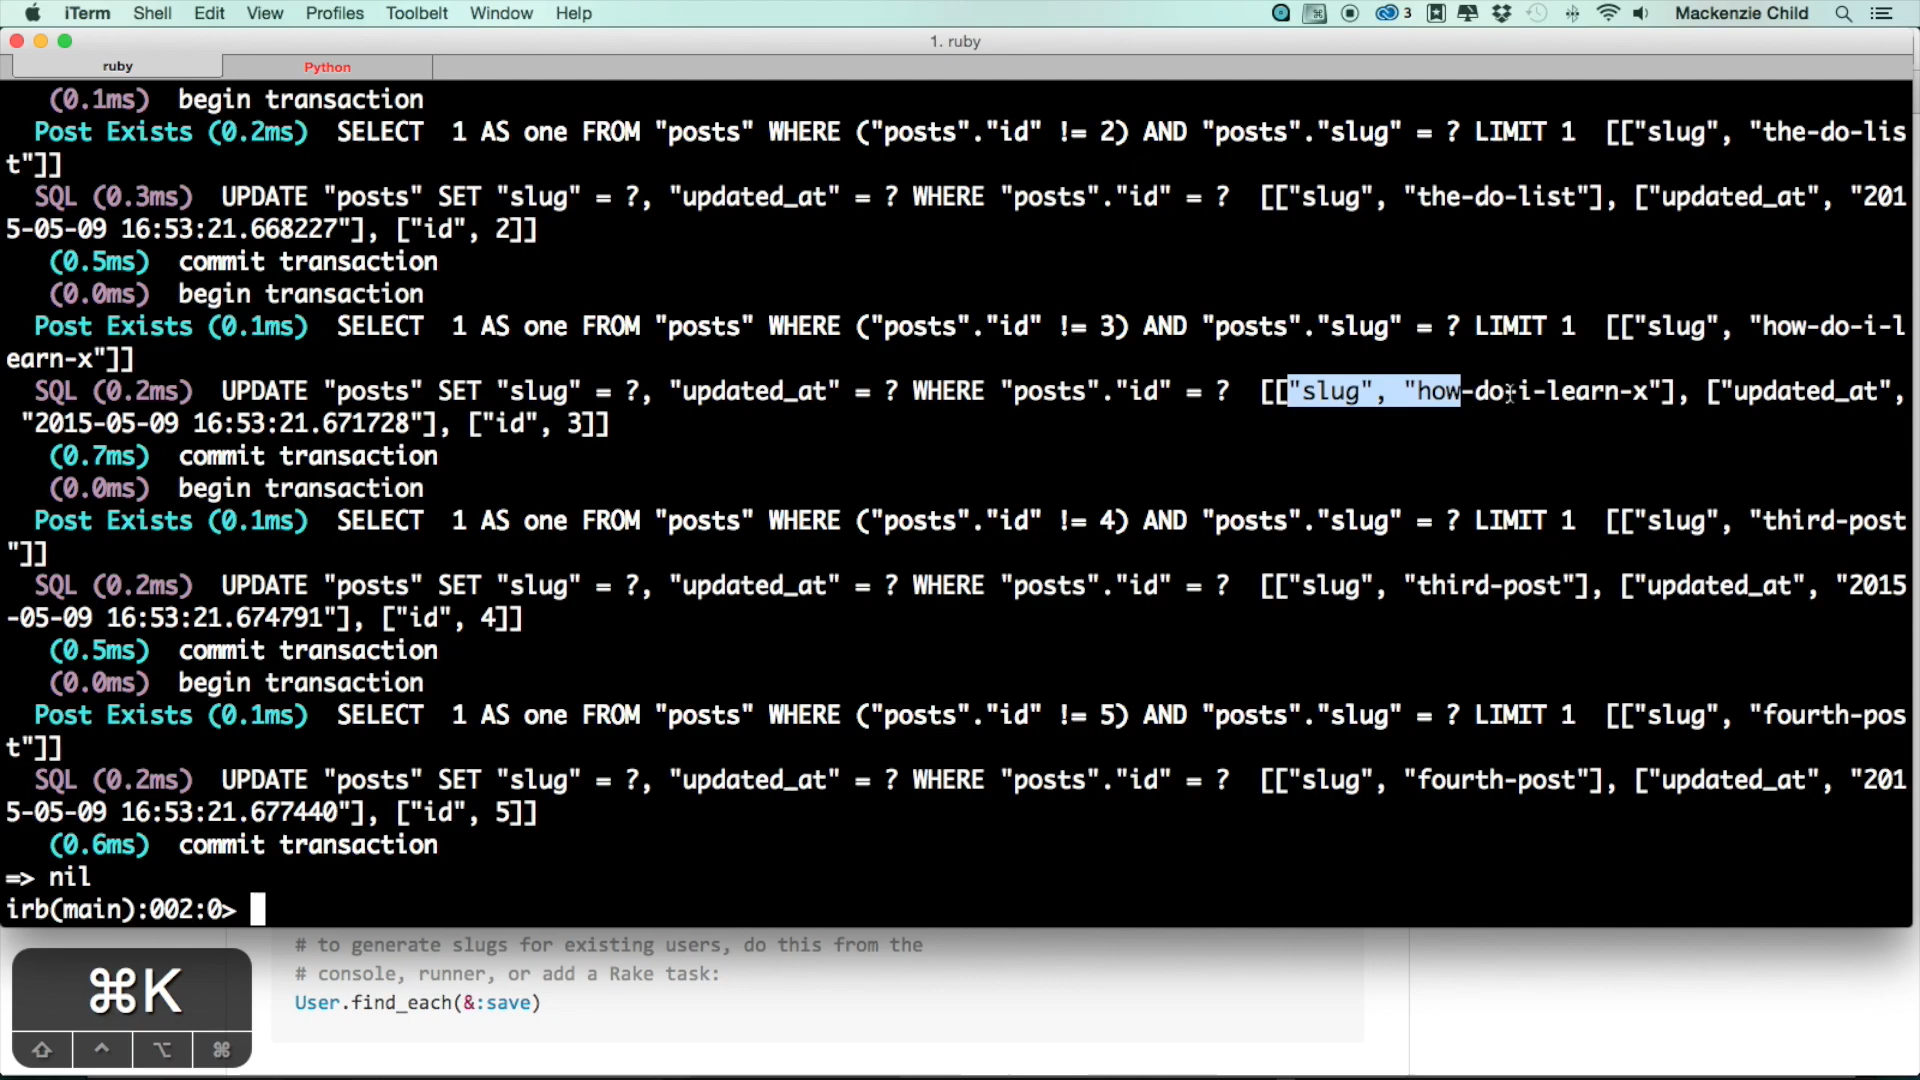 iTerm Shell Edit View Profiles Toolbelt Window Help 3 Mackenzie Child
1. ruby
ruby Python
(0.1ms) begin transaction
Post Exists (0.2ms) SELECT 1 AS one FROM "posts" WHERE ("posts"."id" != 2) AND "posts"."slug" = ? LIMIT 1 [["slug", "the-do-lis
t"]]
SQL (0.3ms) UPDATE "posts" SET "slug" = ?, "updated_at" = ? WHERE "posts"."id" = ? [["slug", "the-do-list"], ["updated_at", "201
5-05-09 16:53:21.668227"], ["id", 2]]
(0.5ms) commit transaction
(0.0ms) begin transaction
Post Exists (0.1ms) SELECT 1 AS one FROM "posts" WHERE ("posts"."id" != 3) AND "posts"."slug" = ? LIMIT 1 [["slug", "how-do-i-l
earn-x"]]
SQL (0.2ms) UPDATE "posts" SET "slug" = ?, "updated_at" = ? WHERE "posts"."id" = ? [["slug", "how-do-i-learn-x"], ["updated_at",
"2015-05-09 16:53:21.671728"], ["id", 3]]
(0.7ms) commit transaction
(0.0ms) begin transaction
Post Exists (0.1ms) SELECT 1 AS one FROM "posts" WHERE ("posts"."id" != 4) AND "posts"."slug" = ? LIMIT 1 [["slug", "third-post
"]]
SQL (0.2ms) UPDATE "posts" SET "slug" = ?, "updated_at" = ? WHERE "posts"."id" = ? [["slug", "third-post"], ["updated_at", "2015
-05-09 16:53:21.674791"], ["id", 4]]
(0.5ms) commit transaction
(0.0ms) begin transaction
Post Exists (0.1ms) SELECT 1 AS one FROM "posts" WHERE ("posts"."id" != 5) AND "posts"."slug" = ? LIMIT 1 [["slug", "fourth-pos
t"]]
SQL (0.2ms) UPDATE "posts" SET "slug" = ?, "updated_at" = ? WHERE "posts"."id" = ? [["slug", "fourth-post"], ["updated_at", "201
5-05-09 16:53:21.677440"], ["id", 5]]
(0.6ms) commit transaction
=> nil
irb(main):002:0>
# to generate slugs for existing users, do this from the
# console, runner, or add a Rake task:
User.find_each(&:save)
⌘K
⇧ ^ ⌥ ⌘